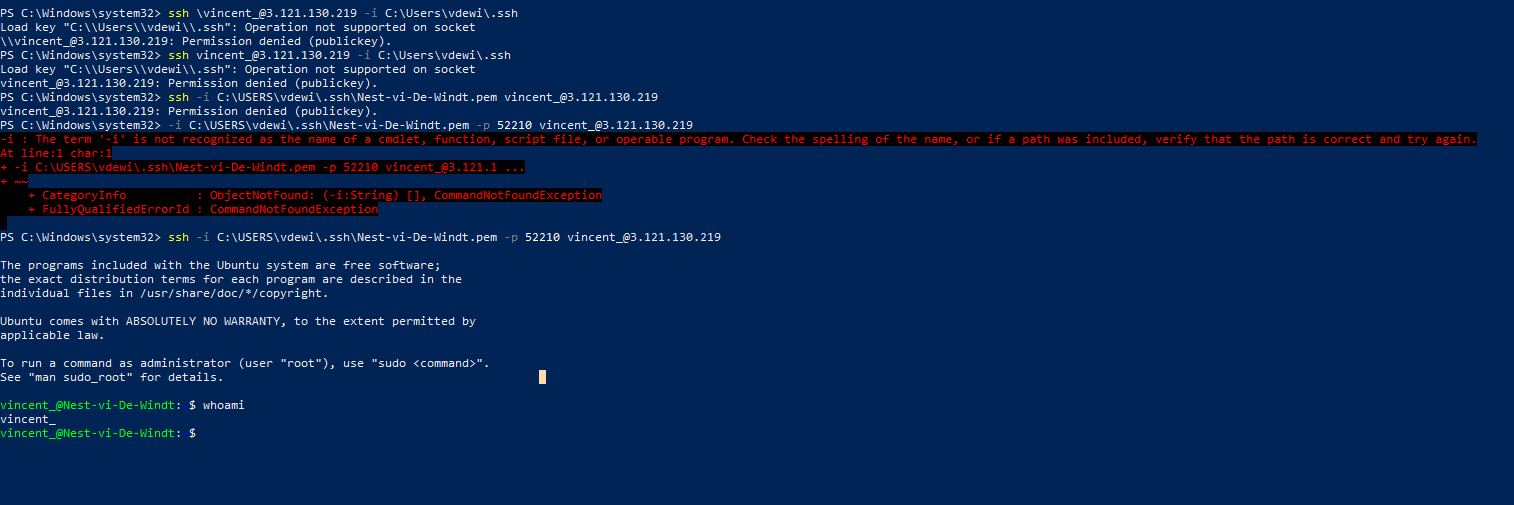 PS C:\Windows\system32> ssh \vincent_@3.121.130.219 -i C:\Users\vdewi\.ssh
Load key "C:\\Users\\vdewi\\.ssh": Operation not supported on socket
\\vincent_@3.121.130.219: Permission denied (publickey).
PS C:\Windows\system32> ssh vincent_@3.121.130.219 -i C:\Users\vdewi\.ssh
Load key "C:\\Users\\vdewi\\.ssh": Operation not supported on socket
vincent_@3.121.130.219: Permission denied (publickey).
PS C:\Windows\system32> ssh -i C:\USERS\vdewi\.ssh\Nest-vi-De-Windt.pem vincent_@3.121.130.219
vincent_@3.121.130.219: Permission denied (publickey).
PS C:\Windows\system32> -i C:\USERS\vdewi\.ssh\Nest-vi-De-Windt.pem -p 52210 vincent_@3.121.130.219
-i : The term '-i' is not recognized as the name of a cmdlet, function, script file, or operable program. Check the spelling of the name, or if a path was included, verify that the path is correct and try again.
At line:1 char:1
+ -i C:\USERS\vdewi\.ssh\Nest-vi-De-Windt.pem -p 52210 vincent_@3.121.1 ...
+ ~~
    + CategoryInfo          : ObjectNotFound: (-i:String) [], CommandNotFoundException
    + FullyQualifiedErrorId : CommandNotFoundException
PS C:\Windows\system32> ssh -i C:\USERS\vdewi\.ssh\Nest-vi-De-Windt.pem -p 52210 vincent_@3.121.130.219
The programs included with the Ubuntu system are free software;
the exact distribution terms for each program are described in the
individual files in /usr/share/doc/*/copyright.
Ubuntu comes with ABSOLUTELY NO WARRANTY, to the extent permitted by
applicable law.
To run a command as administrator (user "root"), use "sudo <command>".
See "man sudo_root" for details.
vincent_@Nest-vi-De-Windt: $ whoami
vincent_
vincent_@Nest-vi-De-Windt: $